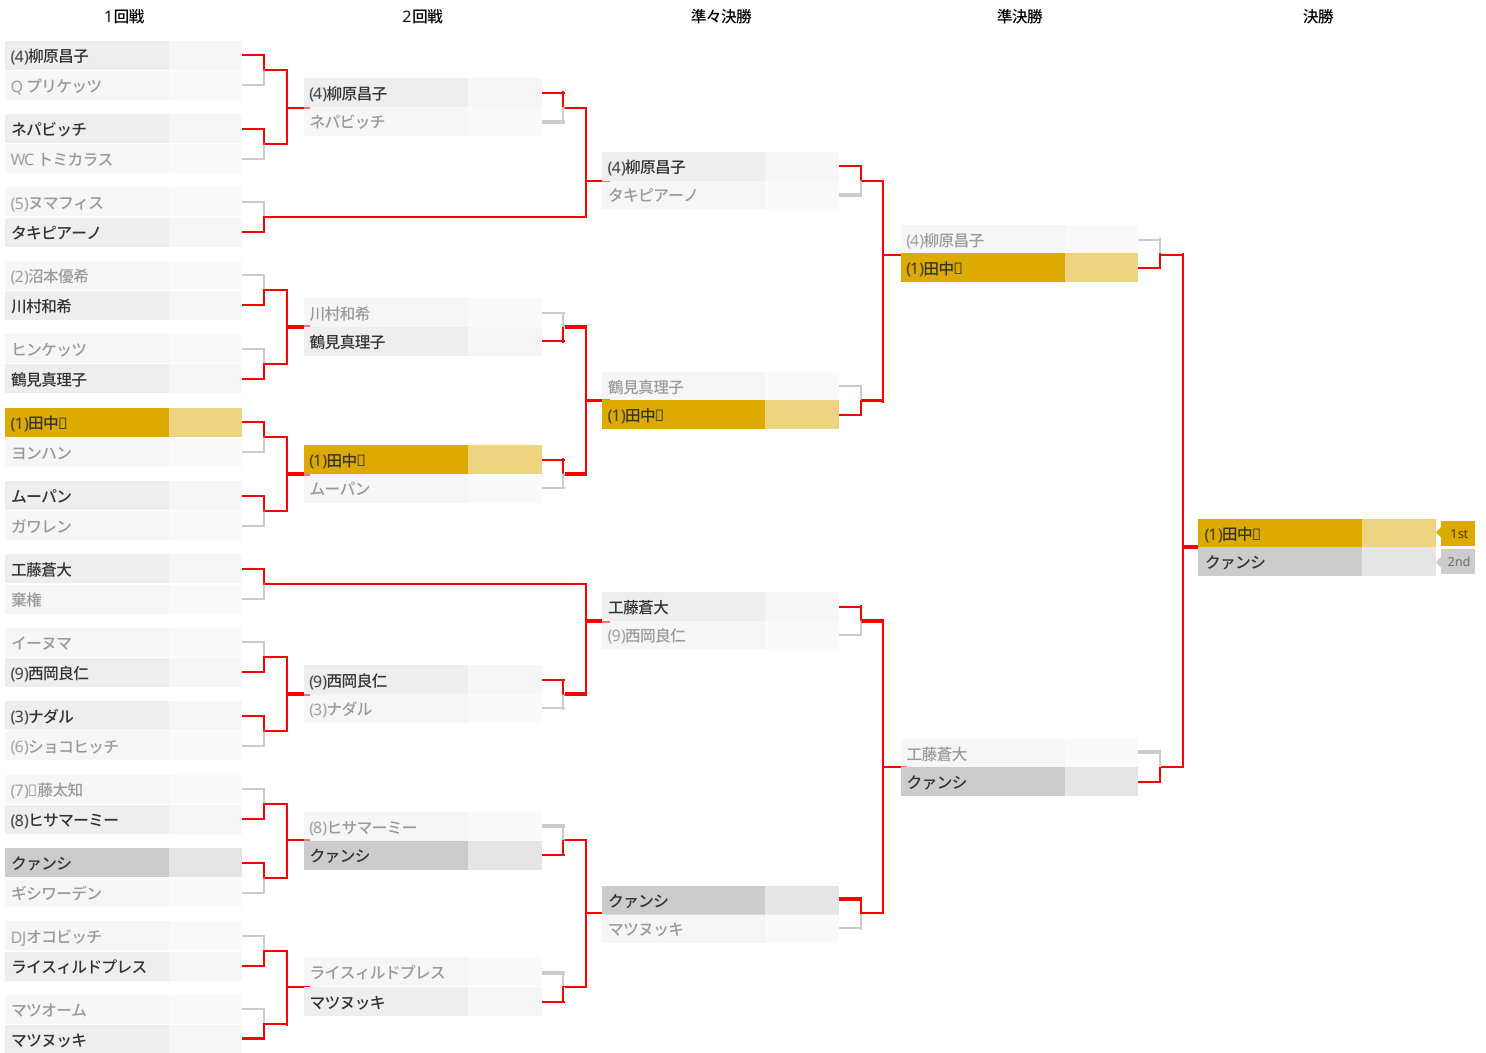 1回戦
2回戦
準々決勝
準決勝
決勝
(4)柳原昌子
Q プリケッツ
ネパビッチ
WC トミカラス
(5)ヌマフィス
タキピアーノ
(2)沼本優希
川村和希
ヒンケッツ
鶴見真理子
(1)田中
ヨンハン
ムーパン
ガワレン
工藤蒼大
棄権
イーヌマ
(9)西岡良仁
(3)ナダル
(6)ショコヒッチ
(7)藤太知
(8)ヒサマーミー
クァンシ
ギシワーデン
DJオコビッチ
ライスィルドプレス
マツオーム
マツヌッキ
(4)柳原昌子
ネパビッチ
川村和希
鶴見真理子
(1)田中
ムーパン
(9)西岡良仁
(3)ナダル
(8)ヒサマーミー
クァンシ
ライスィルドプレス
マツヌッキ
(4)柳原昌子
タキピアーノ
鶴見真理子
(1)田中
工藤蒼大
(9)西岡良仁
クァンシ
マツヌッキ
(4)柳原昌子
(1)田中
工藤蒼大
クァンシ
(1)田中
クァンシ
1st
2nd